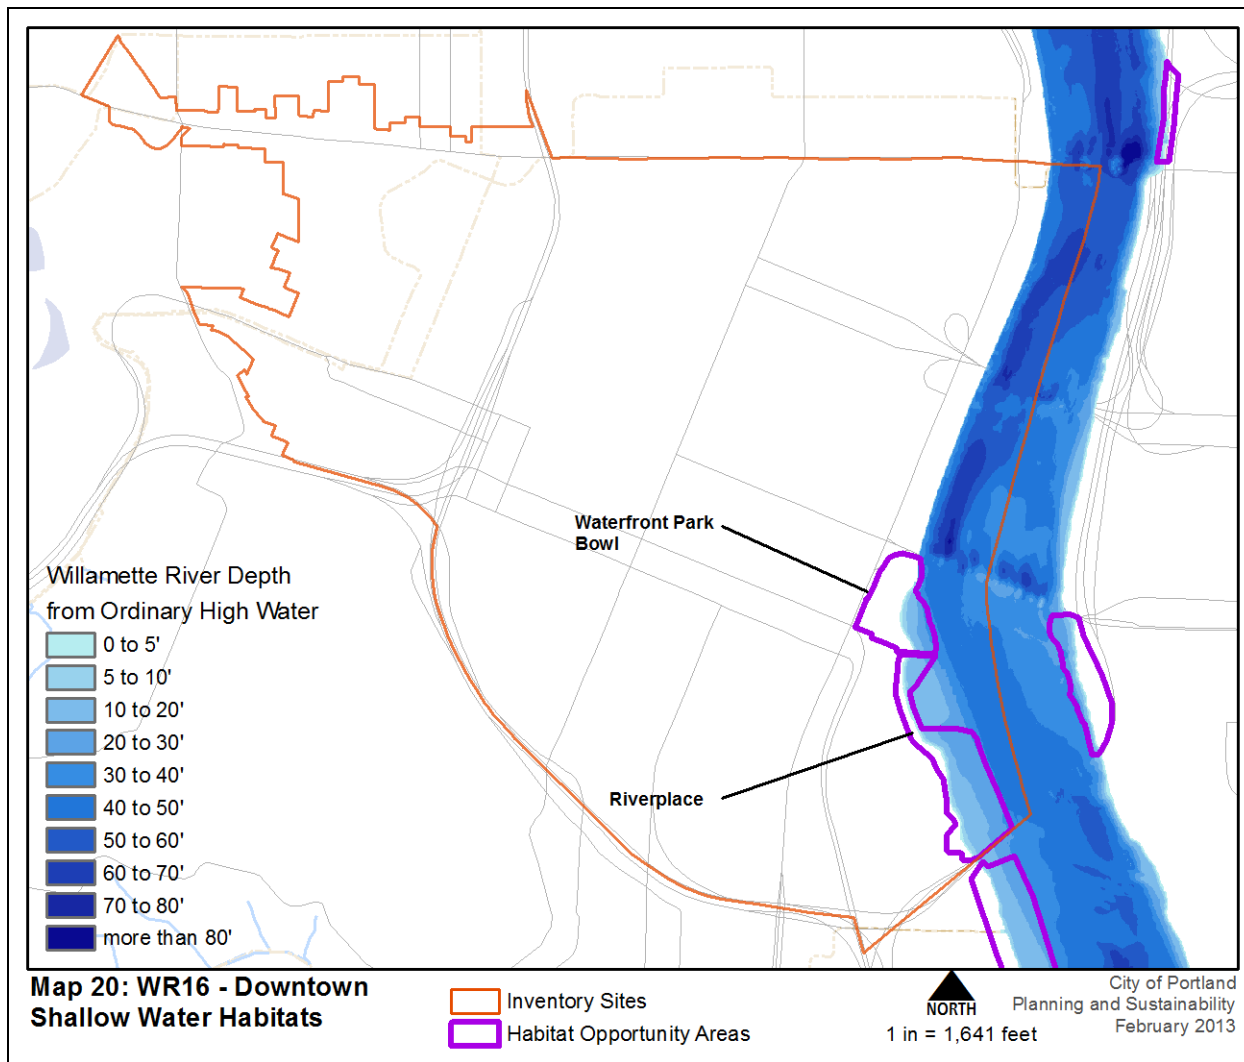 Waterfront Park
Bowl
Riverplace
Willamette River Depth
from Ordinary High Water
0 to 5'
5 to 10'
10 to 20'
20 to 30'
30 to 40'
40 to 50'
50 to 60'
60 to 70'
70 to 80'
more than 80'
Map 20: WR16 - Downtown
Shallow Water Habitats
Inventory Sites
Habitat Opportunity Areas
NORTH
1 in = 1,641 feet
City of Portland
Planning and Sustainability
February 2013